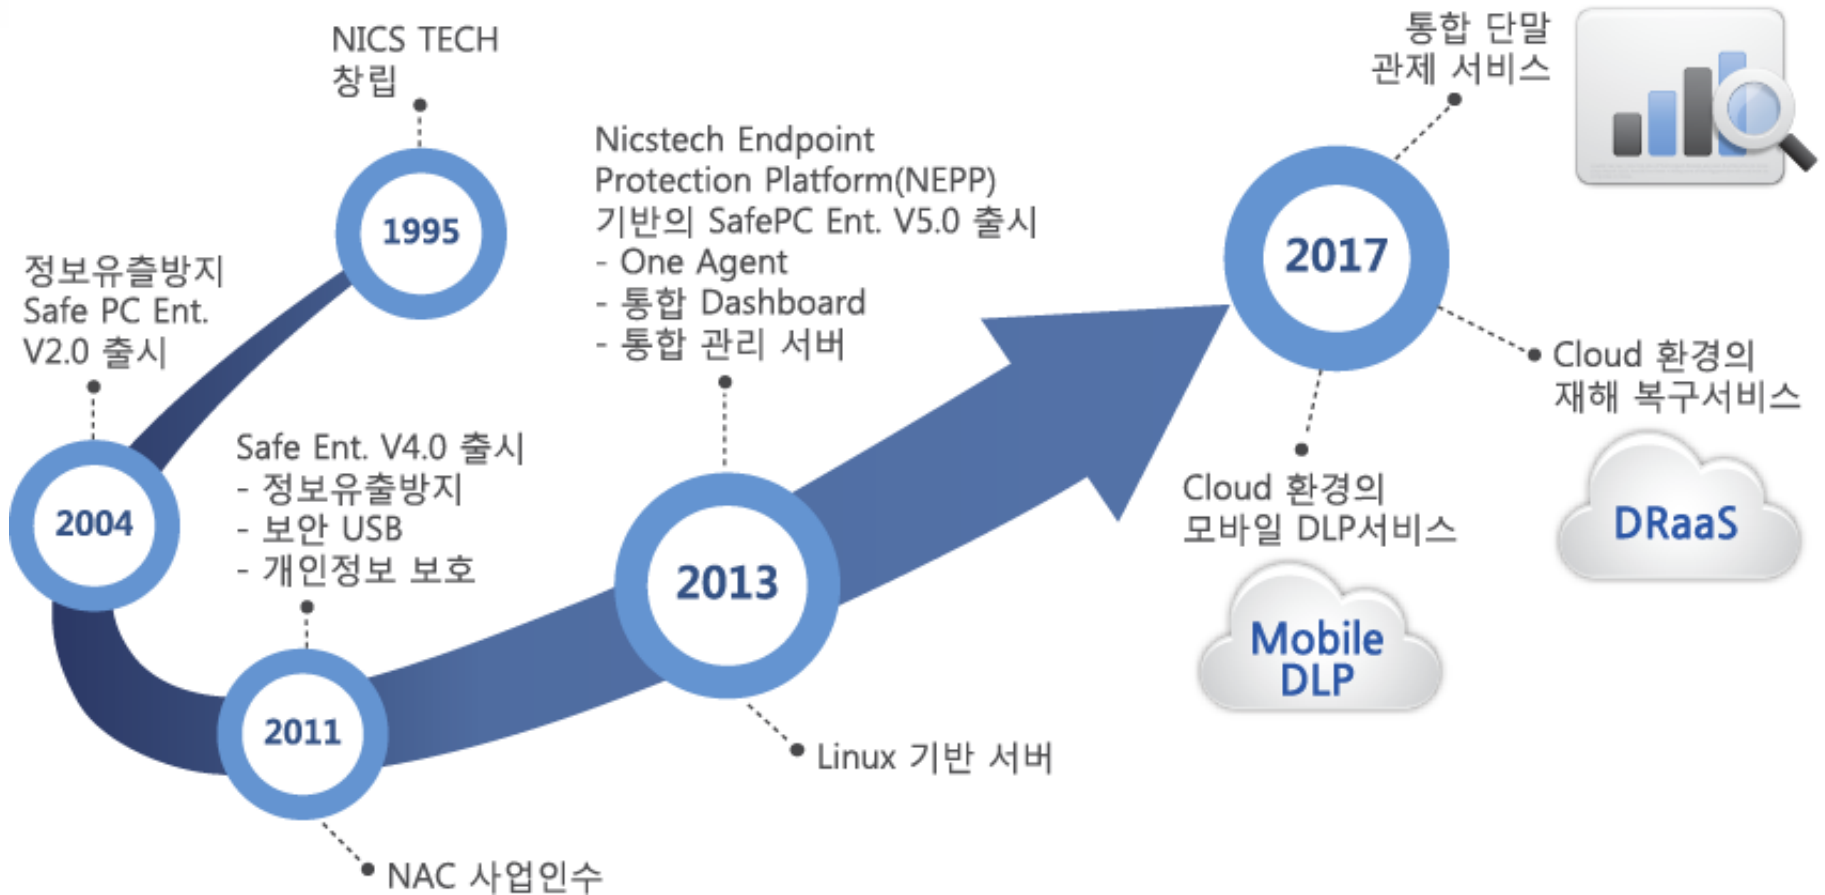 NICS TECH
창립
1995
정보유츨방지
Safe PC Ent.
V2.0 출시
2004
Safe Ent. V4.0 출시
- 정보유출방지
- 보안 USB
- 개인정보 보호
2011
NAC 사업인수
Nicstech Endpoint
Protection Platform(NEPP)
기반의 SafePC Ent. V5.0 출시
- One Agent
- 통합 Dashboard
- 통합 관리 서버
2013
Linux 기반 서버
통합 단말
관제 서비스
2017
Cloud 환경의
재해 복구서비스
DRaaS
Cloud 환경의
모바일 DLP서비스
Mobile
DLP